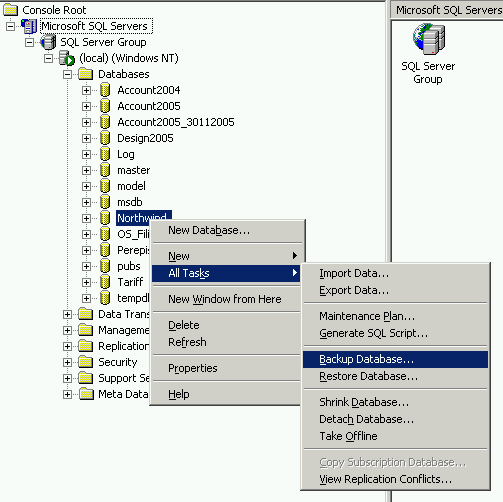 Console Root
Microsoft SQL Servers
SQL Server Group
(local) (Windows NT)
Databases
Account2004
Account2005
Account2005_30112005
Design2005
Log
master
model
msdb
Northwind
OS_Fili
Perepis
pubs
Tariff
tempdl
Data Trans
Manageme
Replication
Security
Support Se
Meta Data
New Database...
New
All Tasks
New Window from Here
Delete
Refresh
Properties
Help
Import Data...
Export Data...
Maintenance Plan...
Generate SQL Script...
Backup Database...
Restore Database...
Shrink Database...
Detach Database...
Take Offline
Copy Subscription Database...
View Replication Conflicts...
Microsoft SQL Servers
SQL Server
Group